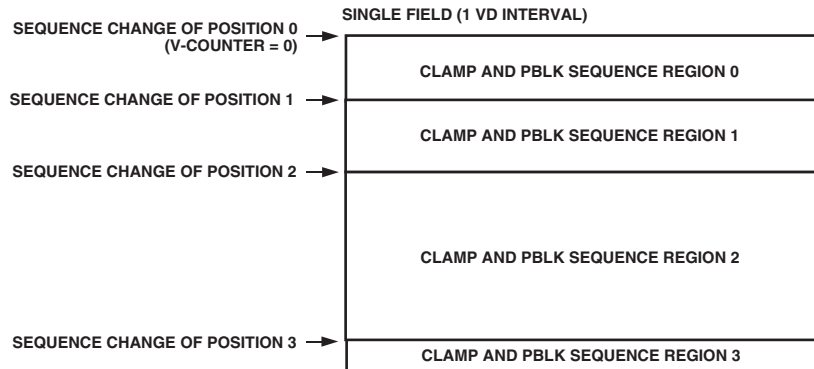 SINGLE FIELD (1 VD INTERVAL)
SEQUENCE CHANGE OF POSITION 0
(V-COUNTER = 0)
CLAMP AND PBLK SEQUENCE REGION 0
SEQUENCE CHANGE OF POSITION 1
CLAMP AND PBLK SEQUENCE REGION 1
SEQUENCE CHANGE OF POSITION 2
CLAMP AND PBLK SEQUENCE REGION 2
SEQUENCE CHANGE OF POSITION 3
CLAMP AND PBLK SEQUENCE REGION 3